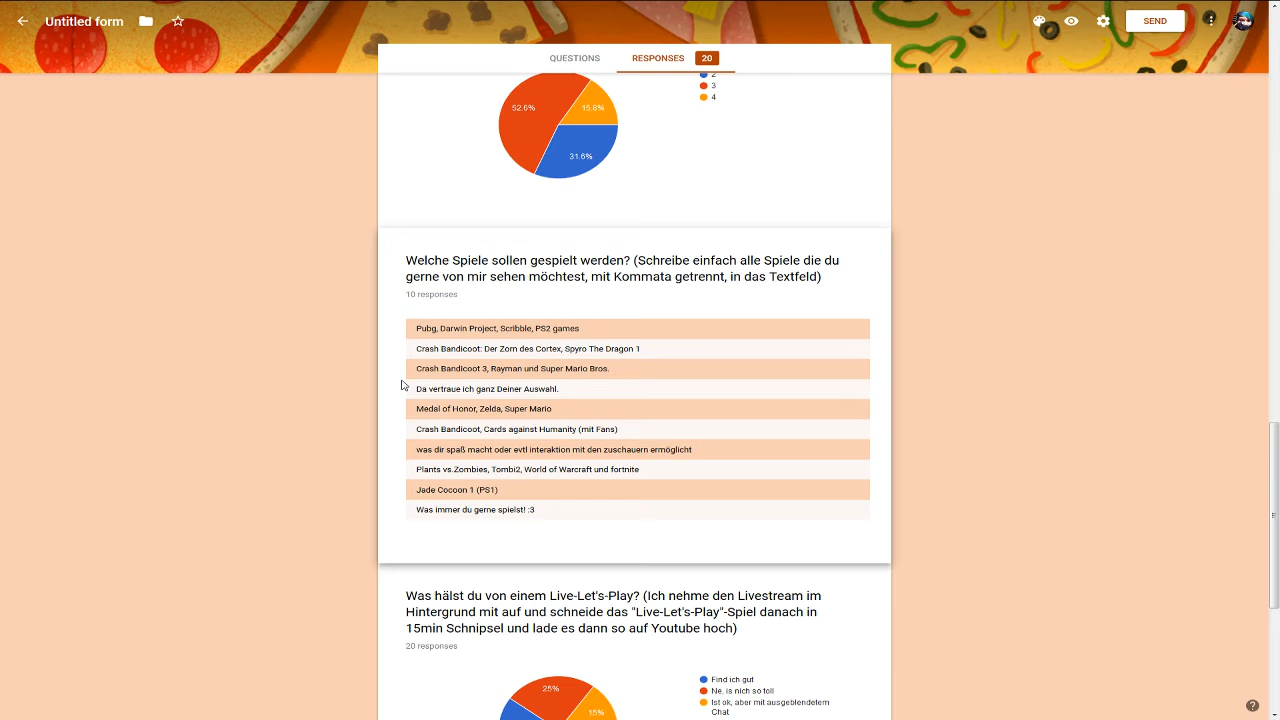 Untitled form
SEND
QUESTIONS
RESPONSES 20
2
3
4
52.6%
15.8%
31.6%
Welche Spiele sollen gespielt werden? (Schreibe einfach alle Spiele die du
gerne von mir sehen möchtest, mit Kommata getrennt, in das Textfeld)
10 responses
Pubg, Darwin Project, Scribble, PS2 games
Crash Bandicoot: Der Zorn des Cortex, Spyro The Dragon 1
Crash Bandicoot 3, Rayman und Super Mario Bros.
Da vertraue ich ganz Deiner Auswahl.
Medal of Honor, Zelda, Super Mario
Crash Bandicoot, Cards against Humanity (mit Fans)
was dir spaß macht oder evtl interaktion mit den zuschauern ermöglicht
Plants vs.Zombies, Tombi2, World of Warcraft und fortnite
Jade Cocoon 1 (PS1)
Was immer du gerne spielst! :3
Was hälst du von einem Live-Let's-Play? (Ich nehme den Livestream im
Hintergrund mit auf und schneide das "Live-Let's-Play"-Spiel danach in
15min Schnipsel und lade es dann so auf Youtube hoch)
20 responses
25%
15%
Find ich gut
Ne, is nich so toll
Ist ok, aber mit ausgeblendetem
Chat